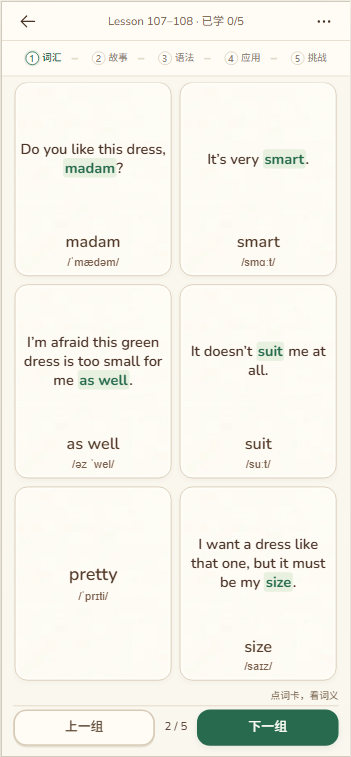 Lesson 107–108 · 已学 0/5
1 词汇 – 2 故事 – 3 语法 – 4 应用 – 5 挑战
Do you like this dress,
madam?
madam
/ˈmædəm/
It's very smart.
smart
/smɑːt/
I'm afraid this green
dress is too small for
me as well.
as well
/əz ˈwel/
It doesn't suit me at
all.
suit
/suːt/
pretty
/ˈprɪti/
I want a dress like
that one, but it must
be my size.
size
/saɪz/
点词卡，看词义
上一组
2 / 5
下一组